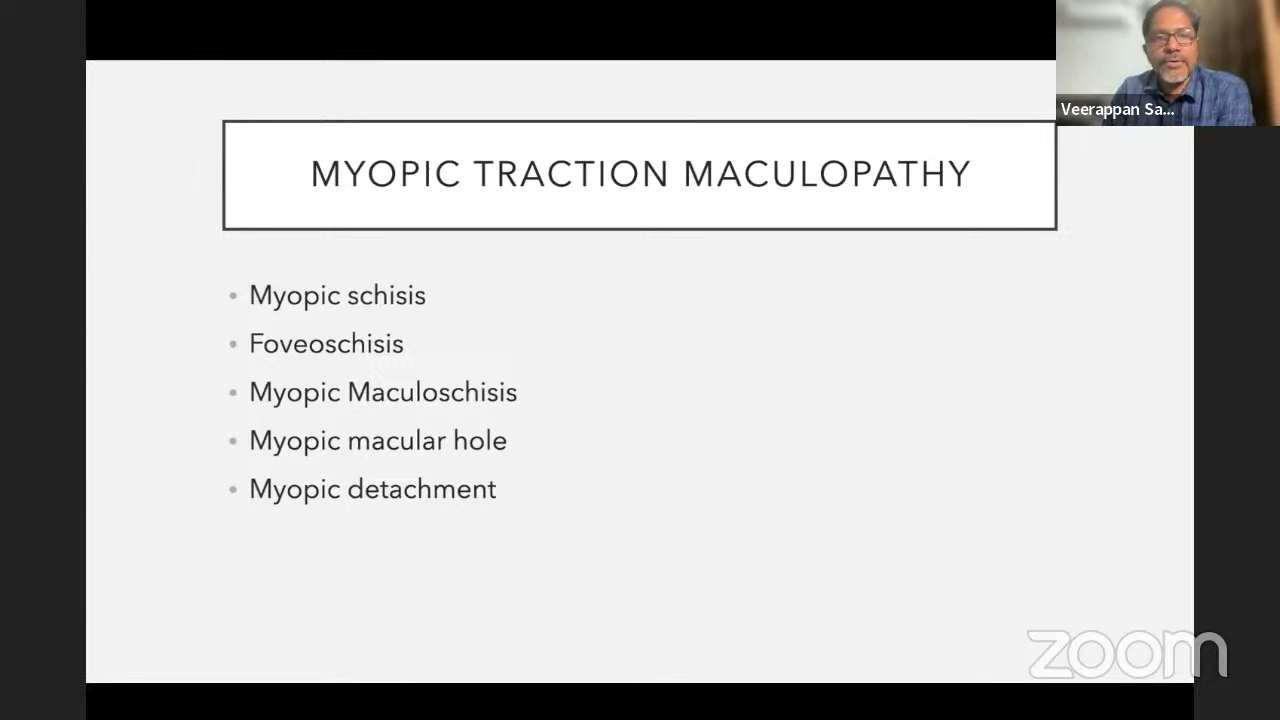 Veerappan Sa...
MYOPIC TRACTION MACULOPATHY
• Myopic schisis
• Foveoschisis
• Myopic Maculoschisis
• Myopic macular hole
• Myopic detachment
zoom